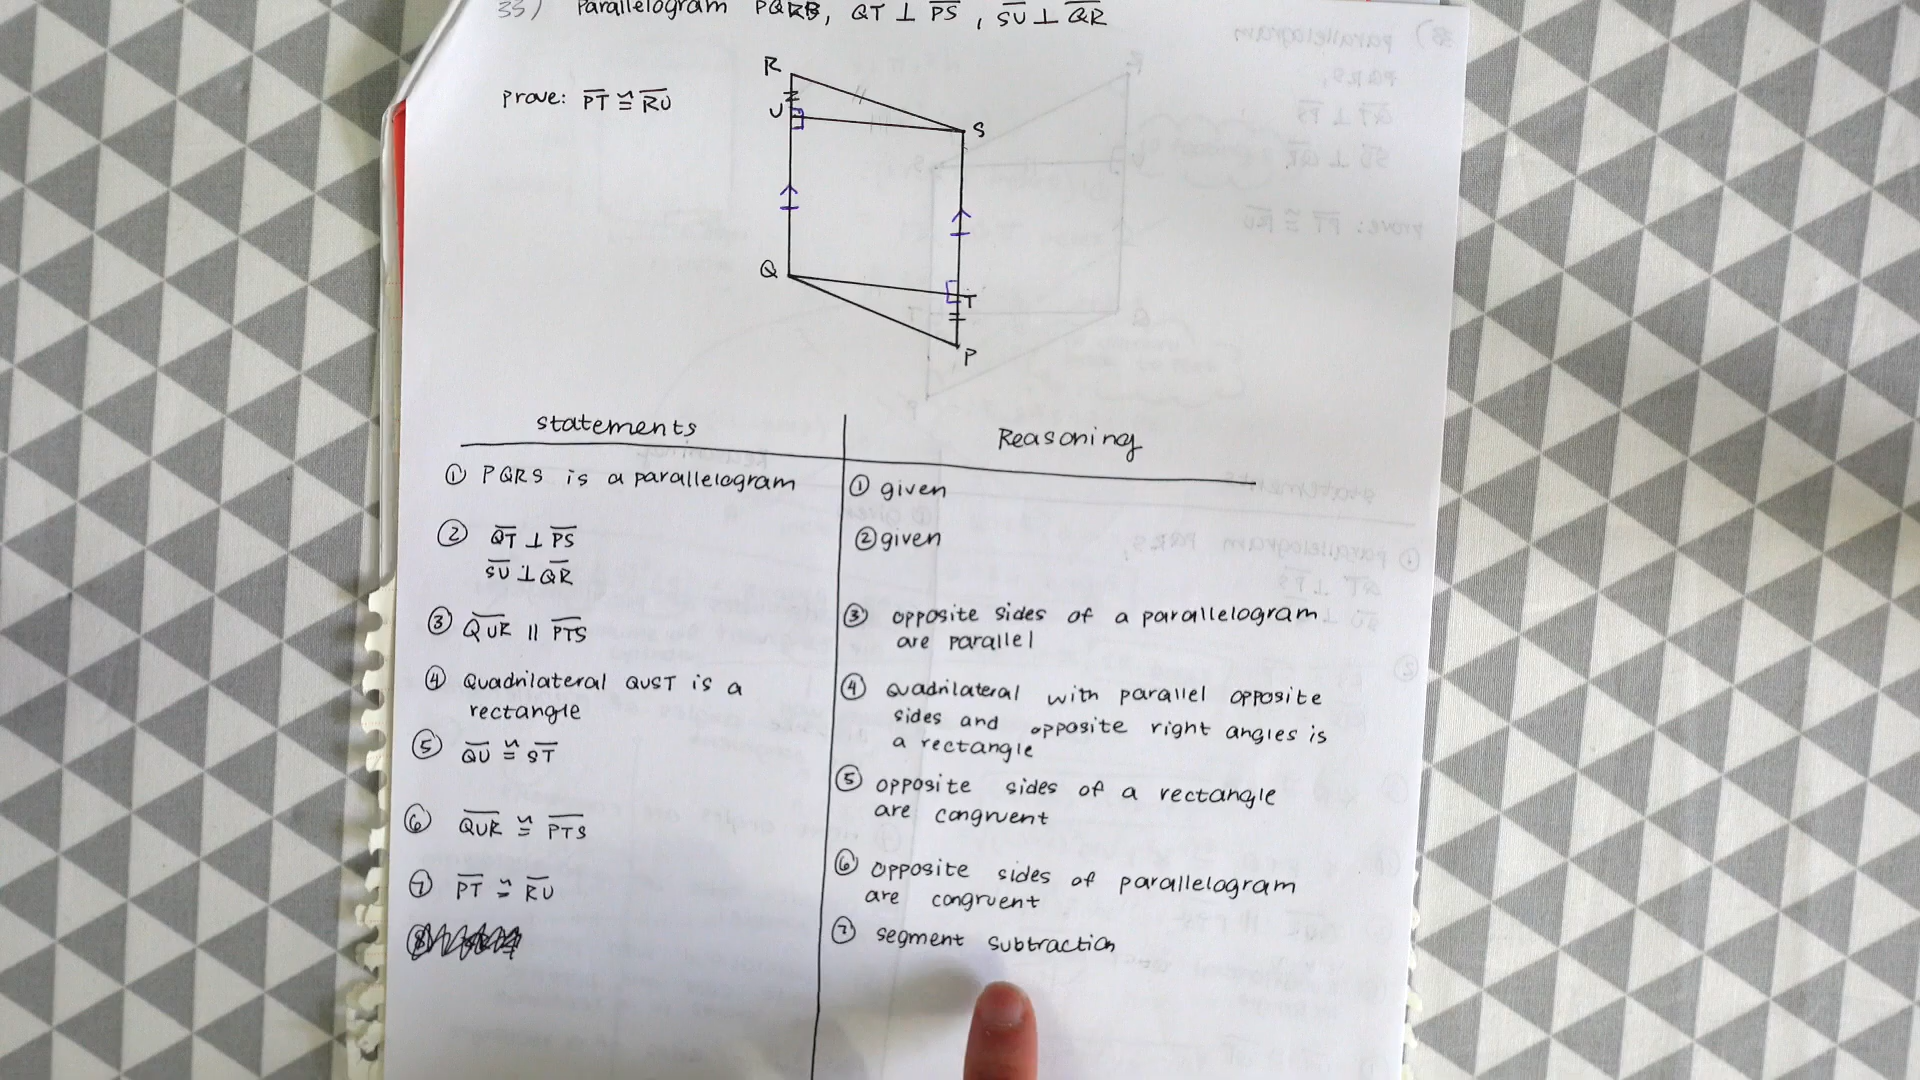 33) Parallelogram PQRS, QT ⊥ PS, SU ⊥ QR
prove: PT ≅ RU
R
U
S
Q
T
P
statements
Reasoning
① PQRS is a parallelogram
① given
② QT ⊥ PS
SU ⊥ QR
② given
③ QUR || PTS
③ opposite sides of a parallelogram
are parallel
④ Quadrilateral QUST is a
rectangle
④ Quadrilateral with parallel opposite
sides and opposite right angles is
a rectangle
⑤ QU ≅ ST
⑤ opposite sides of a rectangle
are congruent
⑥ QUR ≅ PTS
⑥ opposite sides of parallelogram
are congruent
⑦ PT ≅ RU
⑦ segment subtraction